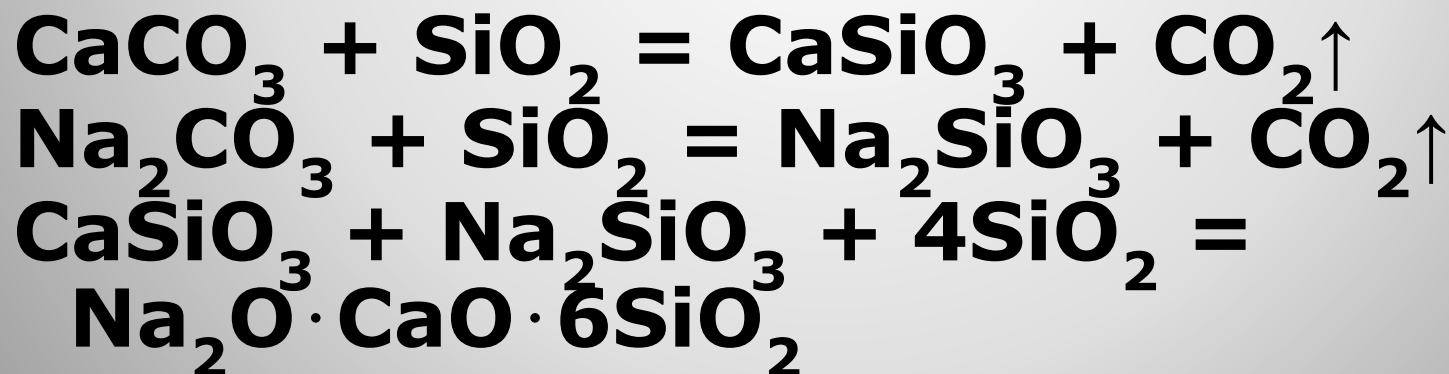 CaCO₃ + SiO₂ = CaSiO₃ + CO₂↑
Na₂CO₃ + SiO₂ = Na₂SiO₃ + CO₂↑
CaSiO₃ + Na₂SiO₃ + 4SiO₂ =
Na₂O·CaO·6SiO₂